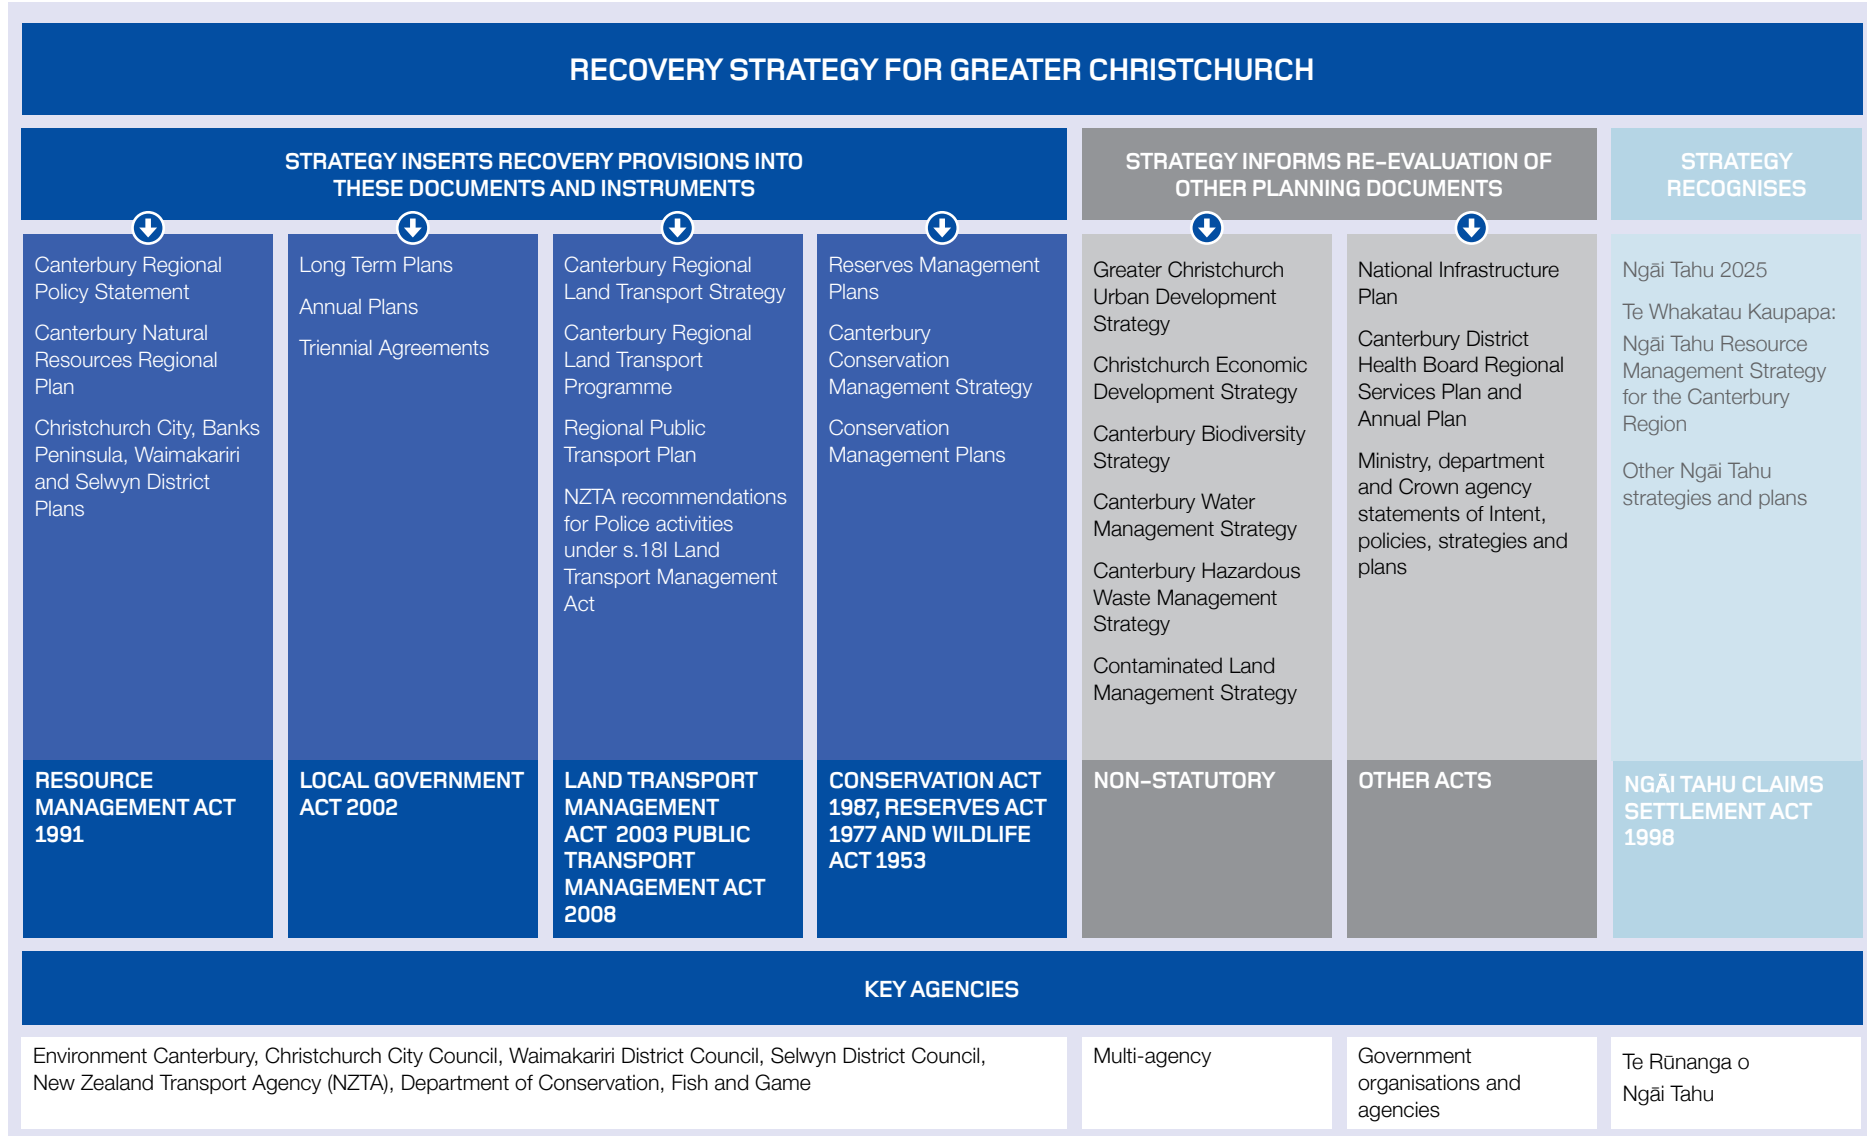 RECOVERY STRATEGY FOR GREATER CHRISTCHURCH
STRATEGY INSERTS RECOVERY PROVISIONS INTO
THESE DOCUMENTS AND INSTRUMENTS
STRATEGY INFORMS RE-EVALUATION OF
OTHER PLANNING DOCUMENTS
STRATEGY
RECOGNISES
Canterbury Regional
Policy Statement
Canterbury Natural
Resources Regional
Plan
Christchurch City, Banks
Peninsula, Waimakariri
and Selwyn District
Plans
RESOURCE
MANAGEMENT ACT
1991
Long Term Plans
Annual Plans
Triennial Agreements
LOCAL GOVERNMENT
ACT 2002
Canterbury Regional
Land Transport Strategy
Canterbury Regional
Land Transport
Programme
Regional Public
Transport Plan
NZTA recommendations
for Police activities
under s.18I Land
Transport Management
Act
LAND TRANSPORT
MANAGEMENT
ACT 2003 PUBLIC
TRANSPORT
MANAGEMENT ACT
2008
Reserves Management
Plans
Canterbury
Conservation
Management Strategy
Conservation
Management Plans
CONSERVATION ACT
1987, RESERVES ACT
1977 AND WILDLIFE
ACT 1953
Greater Christchurch
Urban Development
Strategy
Christchurch Economic
Development Strategy
Canterbury Biodiversity
Strategy
Canterbury Water
Management Strategy
Canterbury Hazardous
Waste Management
Strategy
Contaminated Land
Management Strategy
NON-STATUTORY
National Infrastructure
Plan
Canterbury District
Health Board Regional
Services Plan and
Annual Plan
Ministry, department
and Crown agency
statements of Intent,
policies, strategies and
plans
OTHER ACTS
Ngāi Tahu 2025
Te Whakatau Kaupapa:
Ngāi Tahu Resource
Management Strategy
for the Canterbury
Region
Other Ngāi Tahu
strategies and plans
NGĀI TAHU CLAIMS
SETTLEMENT ACT
1998
KEY AGENCIES
Environment Canterbury, Christchurch City Council, Waimakariri District Council, Selwyn District Council,
New Zealand Transport Agency (NZTA), Department of Conservation, Fish and Game
Multi-agency
Government
organisations and
agencies
Te Rūnanga o
Ngāi Tahu